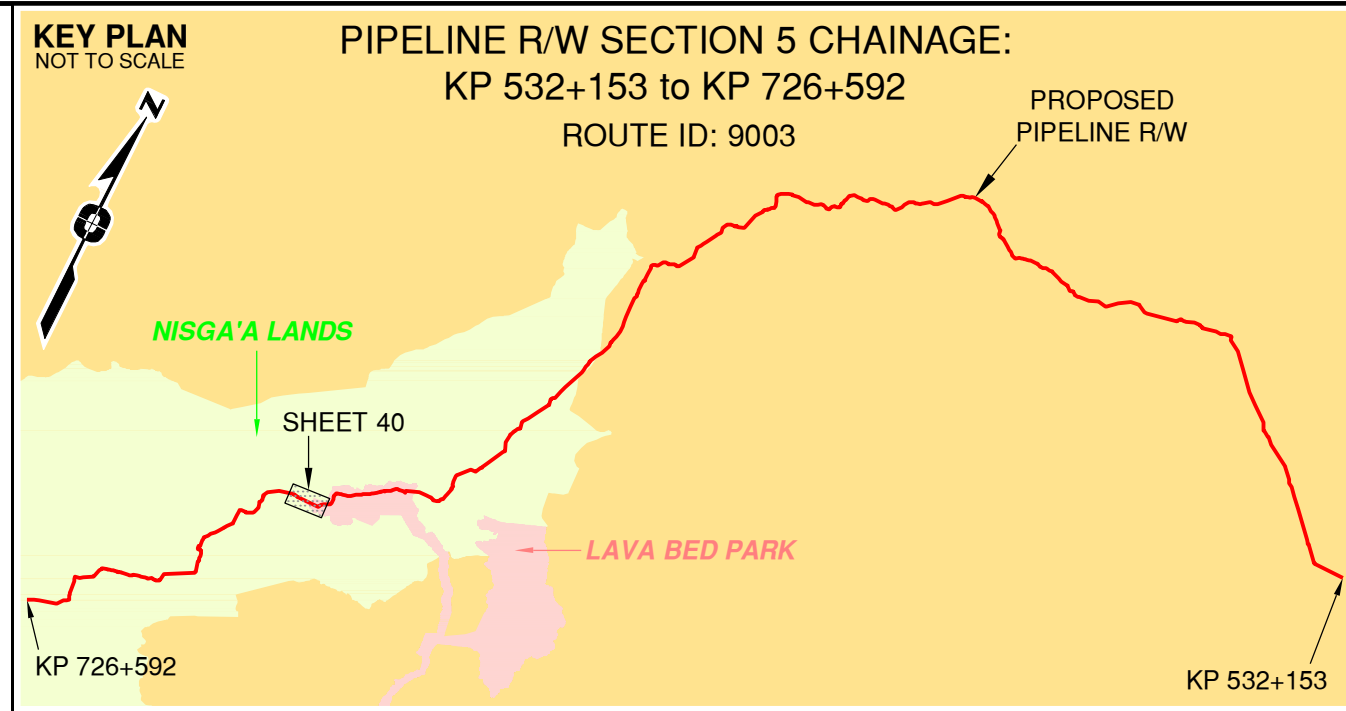 KEY PLAN
NOT TO SCALE
PIPELINE R/W SECTION 5 CHAINAGE:
KP 532+153 to KP 726+592
ROUTE ID: 9003
PROPOSED
PIPELINE R/W
N
NISGA'A LANDS
SHEET 40
LAVA BED PARK
KP 726+592
KP 532+153